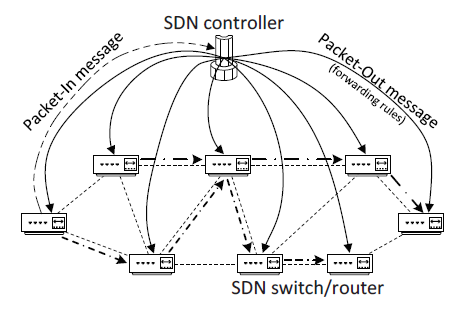 SDN controller
Packet-In message
Packet-Out message
(forwarding rules)
SDN switch/router